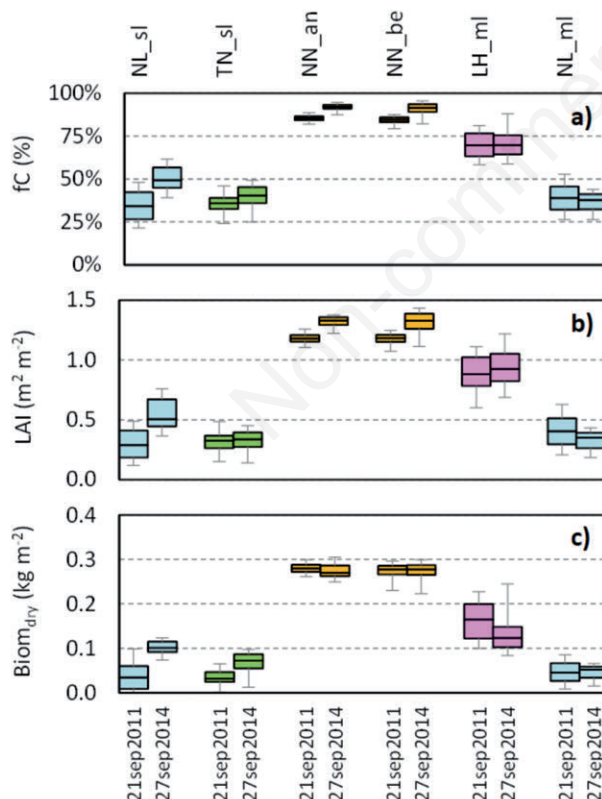 NL_sl TN_sl NN_an NN_be LH_ml NL_ml
a)
fC (%)
100%
75%
50%
25%
0%
b)
LAI (m² m⁻²)
1.5
1.0
0.5
0.0
c)
Biom_dry (kg m⁻²)
0.4
0.3
0.2
0.1
0.0
21sep2011 27sep2014 21sep2011 27sep2014 21sep2011 27sep2014 21sep2011 27sep2014 21sep2011 27sep2014 21sep2011 27sep2014
Non-commer